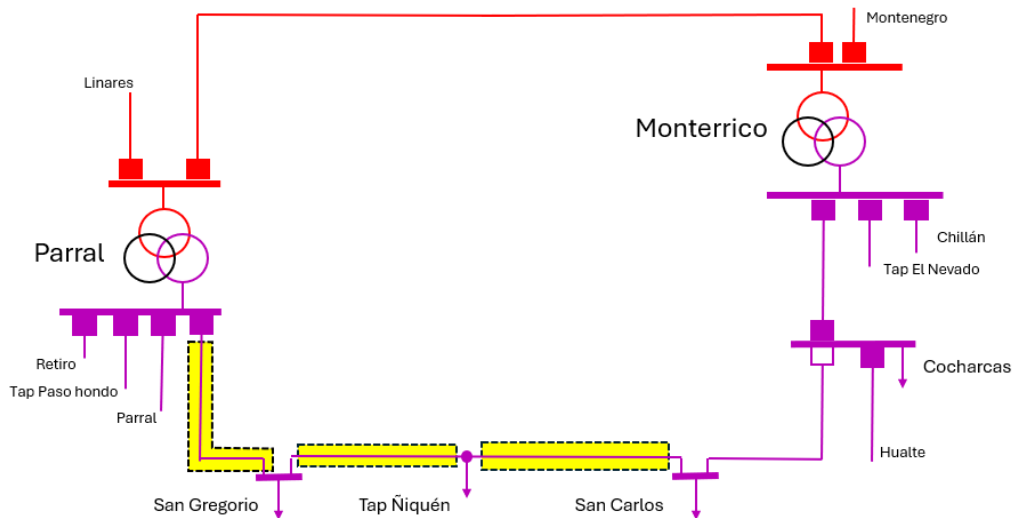 Montenegro
Linares
Monterrico
Chillán
Parral
Tap El Nevado
Retiro
Cocharcas
Tap Paso hondo
Parral
Hualte
San Gregorio
Tap Ñiquén
San Carlos